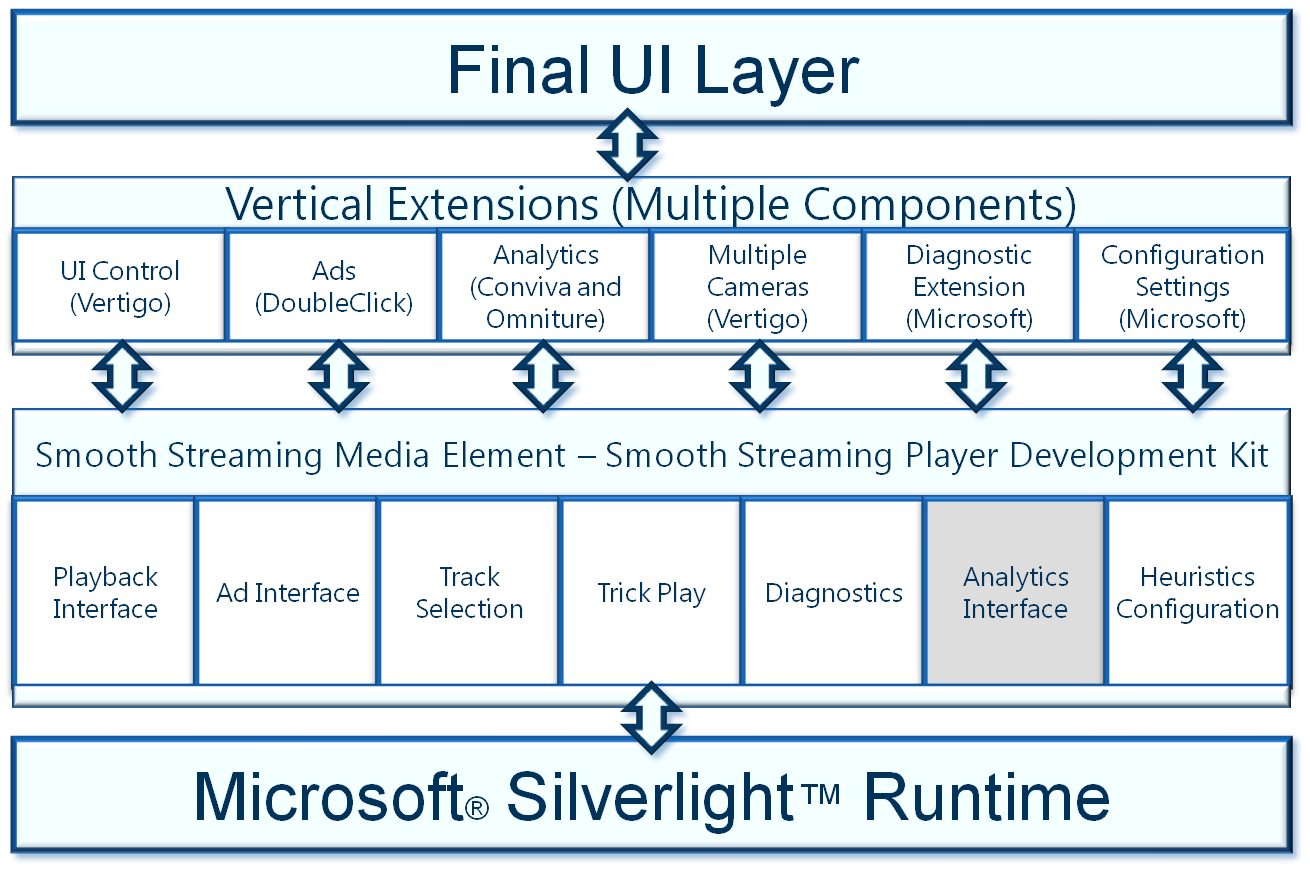 Final UI Layer
Vertical Extensions (Multiple Components)
UI Control
(Vertigo)
Ads
(DoubleClick)
Analytics
(Conviva and
Omniture)
Multiple
Cameras
(Vertigo)
Diagnostic
Extension
(Microsoft)
Configuration
Settings
(Microsoft)
Smooth Streaming Media Element – Smooth Streaming Player Development Kit
Playback
Interface
Ad Interface
Track
Selection
Trick Play
Diagnostics
Analytics
Interface
Heuristics
Configuration
Microsoft® Silverlight™ Runtime